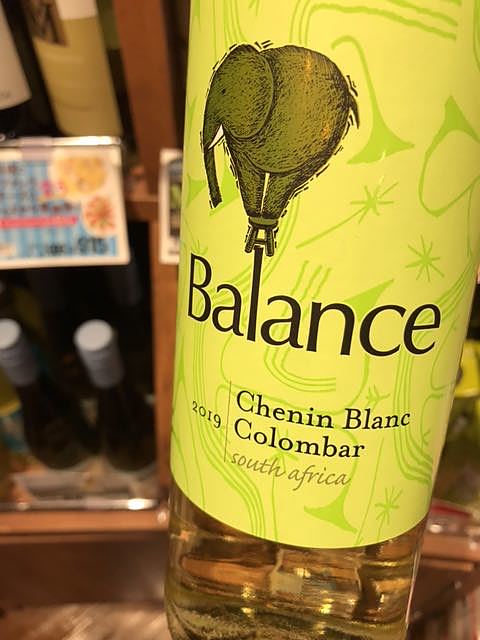 Balance
2019
Chenin Blanc
Colombar
south africa